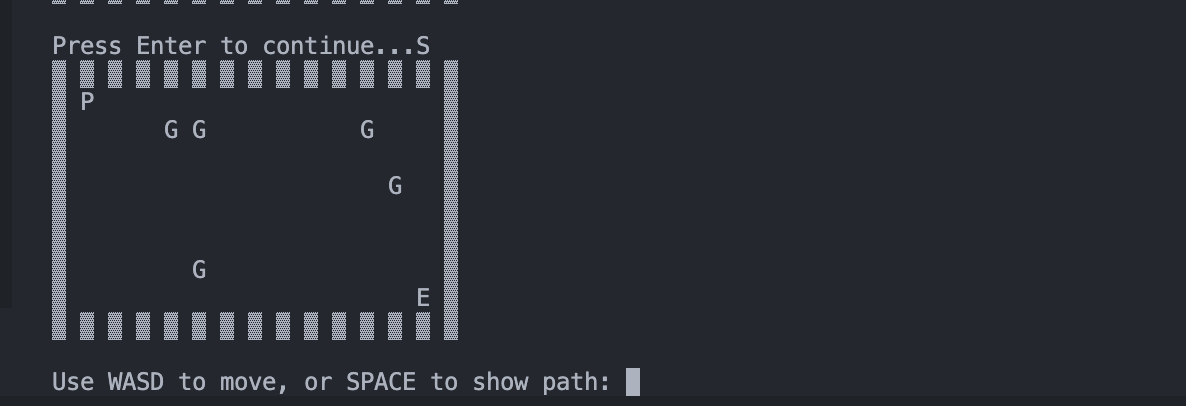 Press Enter to continue...S
▒ ▒ ▒ ▒ ▒ ▒ ▒ ▒ ▒ ▒ ▒ ▒ ▒ ▒ ▒
▒ P                         ▒
▒       G G           G     ▒
▒                           ▒
▒                       G   ▒
▒                           ▒
▒                           ▒
▒         G                 ▒
▒                         E ▒
▒ ▒ ▒ ▒ ▒ ▒ ▒ ▒ ▒ ▒ ▒ ▒ ▒ ▒ ▒
Use WASD to move, or SPACE to show path: